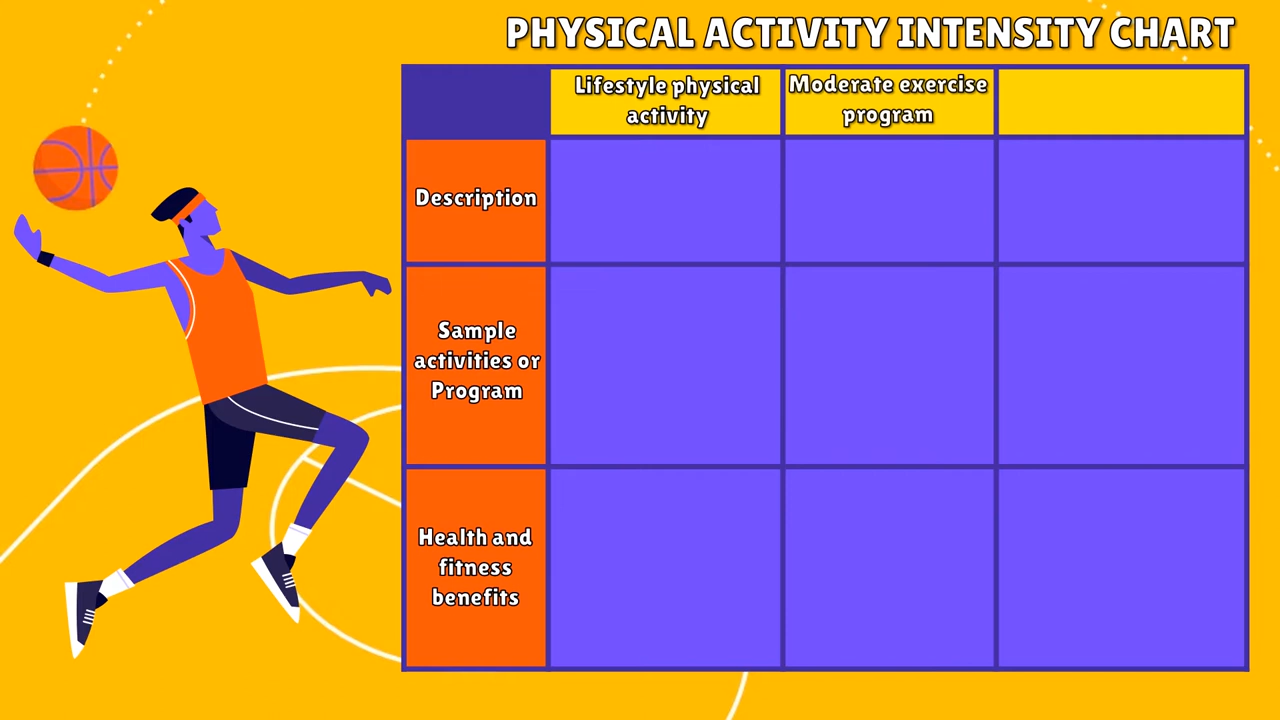 PHYSICAL ACTIVITY INTENSITY CHART
Lifestyle physical
activity
Moderate exercise
program
Description
Sample
activities or
Program
Health and
fitness
benefits